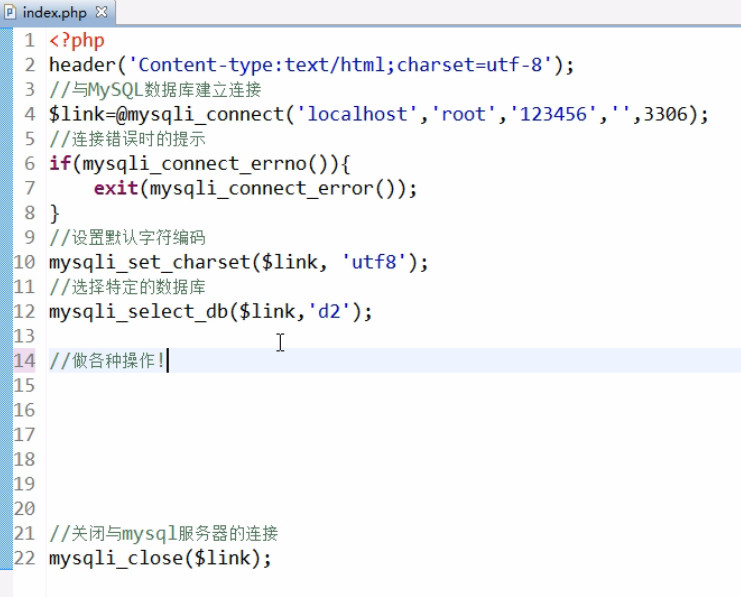 index.php
1 <?php
2 header('Content-type:text/html;charset=utf-8');
3 //与MySQL数据库建立连接
4 $link=@mysqli_connect('localhost','root','123456','',3306);
5 //连接错误时的提示
6 if(mysqli_connect_errno()){
7     exit(mysqli_connect_error());
8 }
9 //设置默认字符编码
10 mysqli_set_charset($link, 'utf8');
11 //选择特定的数据库
12 mysqli_select_db($link,'d2');
13
14 //做各种操作!
15
16
17
18
19
20
21 //关闭与mysql服务器的连接
22 mysqli_close($link);